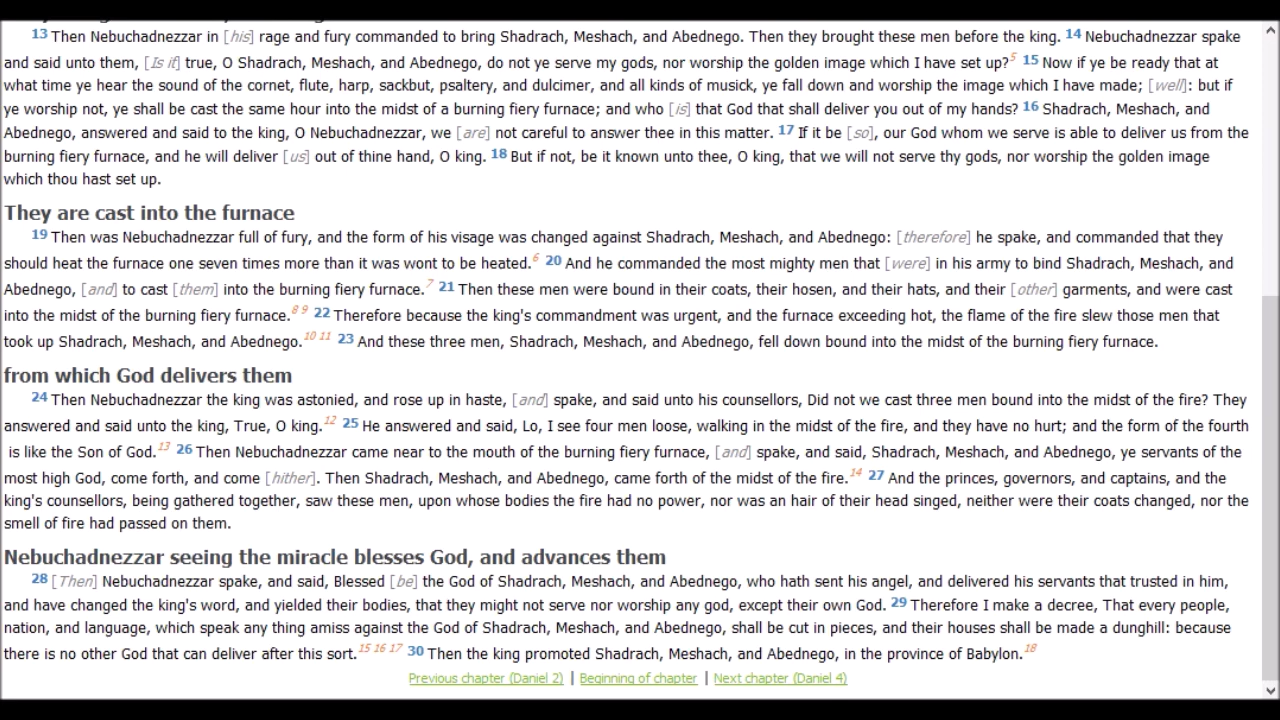 13 Then Nebuchadnezzar in [his] rage and fury commanded to bring Shadrach, Meshach, and Abednego. Then they brought these men before the king. 14 Nebuchadnezzar spake
and said unto them, [Is it] true, O Shadrach, Meshach, and Abednego, do not ye serve my gods, nor worship the golden image which I have set up?5 15 Now if ye be ready that at
what time ye hear the sound of the cornet, flute, harp, sackbut, psaltery, and dulcimer, and all kinds of musick, ye fall down and worship the image which I have made; [well]: but if
ye worship not, ye shall be cast the same hour into the midst of a burning fiery furnace; and who [is] that God that shall deliver you out of my hands? 16 Shadrach, Meshach, and
Abednego, answered and said to the king, O Nebuchadnezzar, we [are] not careful to answer thee in this matter. 17 If it be [so], our God whom we serve is able to deliver us from the
burning fiery furnace, and he will deliver [us] out of thine hand, O king. 18 But if not, be it known unto thee, O king, that we will not serve thy gods, nor worship the golden image
which thou hast set up.
They are cast into the furnace
19 Then was Nebuchadnezzar full of fury, and the form of his visage was changed against Shadrach, Meshach, and Abednego: [therefore] he spake, and commanded that they
should heat the furnace one seven times more than it was wont to be heated.6 20 And he commanded the most mighty men that [were] in his army to bind Shadrach, Meshach, and
Abednego, [and] to cast [them] into the burning fiery furnace.7 21 Then these men were bound in their coats, their hosen, and their hats, and their [other] garments, and were cast
into the midst of the burning fiery furnace.8 9 22 Therefore because the king's commandment was urgent, and the furnace exceeding hot, the flame of the fire slew those men that
took up Shadrach, Meshach, and Abednego.10 11 23 And these three men, Shadrach, Meshach, and Abednego, fell down bound into the midst of the burning fiery furnace.
from which God delivers them
24 Then Nebuchadnezzar the king was astonied, and rose up in haste, [and] spake, and said unto his counsellors, Did not we cast three men bound into the midst of the fire? They
answered and said unto the king, True, O king.12 25 He answered and said, Lo, I see four men loose, walking in the midst of the fire, and they have no hurt; and the form of the fourth
is like the Son of God.13 26 Then Nebuchadnezzar came near to the mouth of the burning fiery furnace, [and] spake, and said, Shadrach, Meshach, and Abednego, ye servants of the
most high God, come forth, and come [hither]. Then Shadrach, Meshach, and Abednego, came forth of the midst of the fire.14 27 And the princes, governors, and captains, and the
king's counsellors, being gathered together, saw these men, upon whose bodies the fire had no power, nor was an hair of their head singed, neither were their coats changed, nor the
smell of fire had passed on them.
Nebuchadnezzar seeing the miracle blesses God, and advances them
28 [Then] Nebuchadnezzar spake, and said, Blessed [be] the God of Shadrach, Meshach, and Abednego, who hath sent his angel, and delivered his servants that trusted in him,
and have changed the king's word, and yielded their bodies, that they might not serve nor worship any god, except their own God. 29 Therefore I make a decree, That every people,
nation, and language, which speak any thing amiss against the God of Shadrach, Meshach, and Abednego, shall be cut in pieces, and their houses shall be made a dunghill: because
there is no other God that can deliver after this sort.15 16 17 30 Then the king promoted Shadrach, Meshach, and Abednego, in the province of Babylon.18
Previous chapter (Daniel 2) | Beginning of chapter | Next chapter (Daniel 4)